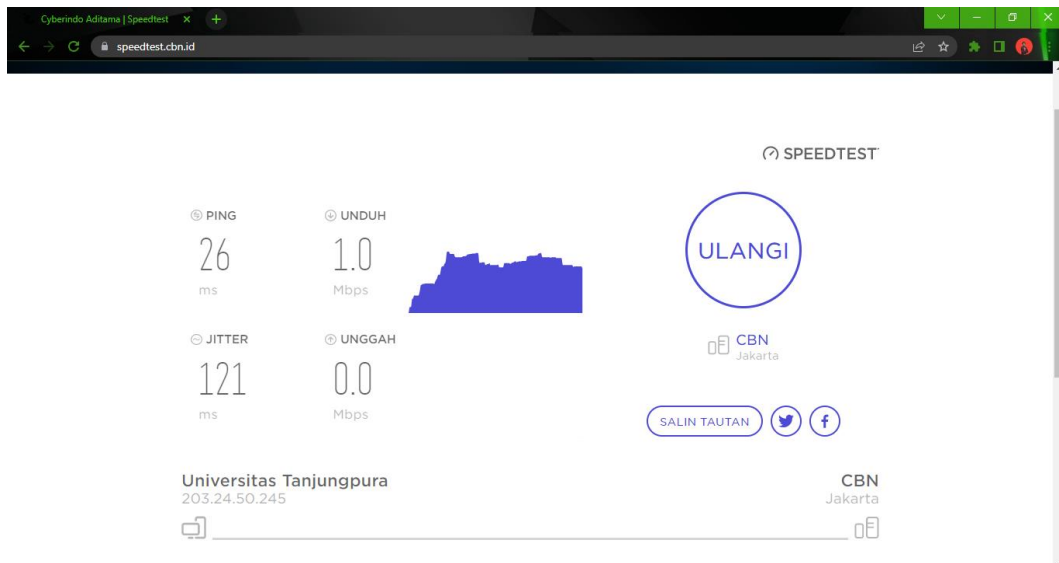 Cyberindo Aditama | Speedtest
speedtest.cbn.id
SPEEDTEST
PING
26
ms
UNDUH
1.0
Mbps
ULANGI
JITTER
121
ms
UNGGAH
0.0
Mbps
CBN
Jakarta
SALIN TAUTAN
Universitas Tanjungpura
203.24.50.245
CBN
Jakarta